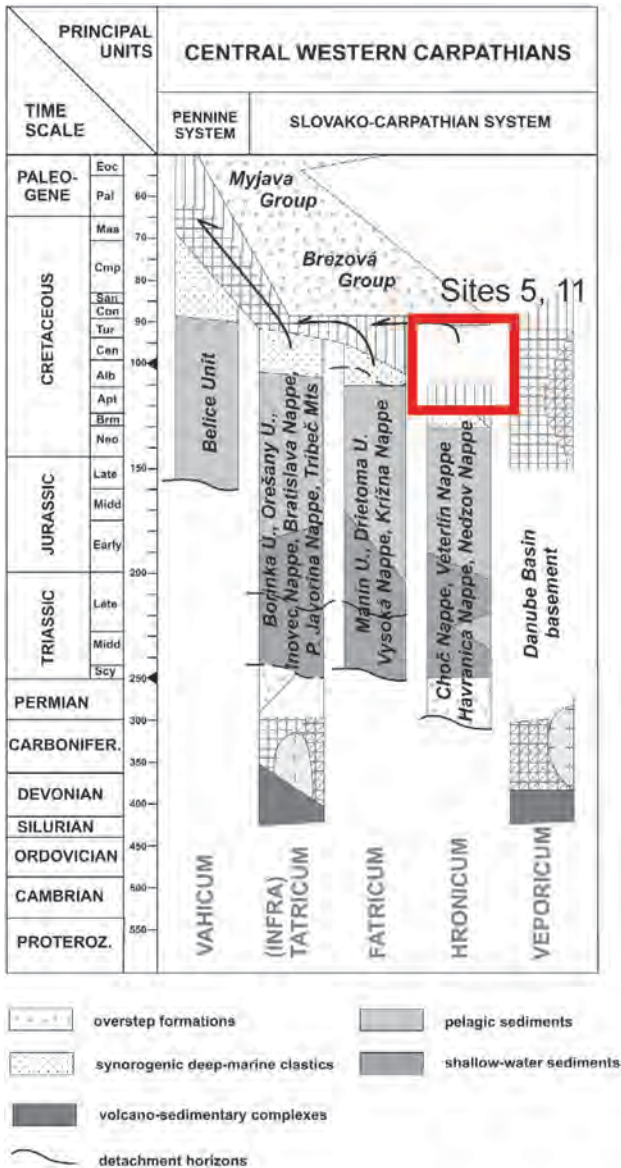 PRINCIPAL
UNITS
TIME
SCALE
CENTRAL WESTERN CARPATHIANS
PENNINE
SYSTEM
SLOVAKO-CARPATHIAN SYSTEM
PALEO-
GENE
Eoc
Pal
CRETACEOUS
Maa
Cmp
San
Con
Tur
Cen
Alb
Apt
Brm
Neo
JURASSIC
Late
Midd
Early
TRIASSIC
Late
Midd
Scy
PERMIAN
CARBONIFER.
DEVONIAN
SILURIAN
ORDOVICIAN
CAMBRIAN
PROTEROZ.
60
70
80
90
100
150
200
250
300
350
400
450
500
550
Myjava
Group
Brezová
Group
Sites 5, 11
Belice Unit
Borinka U., Orešany U.,
Inovec Nappe, Bratislava Nappe,
P. Javorina Nappe, Tribeč Mts
Manín U., Drietoma U.
Vysoká Nappe, Krížna Nappe
Choč Nappe, Veterlín Nappe
Havranica Nappe, Nedzov Nappe
Danube Basin
basement
VAHICUM
(INFRA)
TATRICUM
FATRICUM
HRONICUM
VEPORICUM
overstep formations
synorogenic deep-marine clastics
volcano-sedimentary complexes
detachment horizons
pelagic sediments
shallow-water sediments